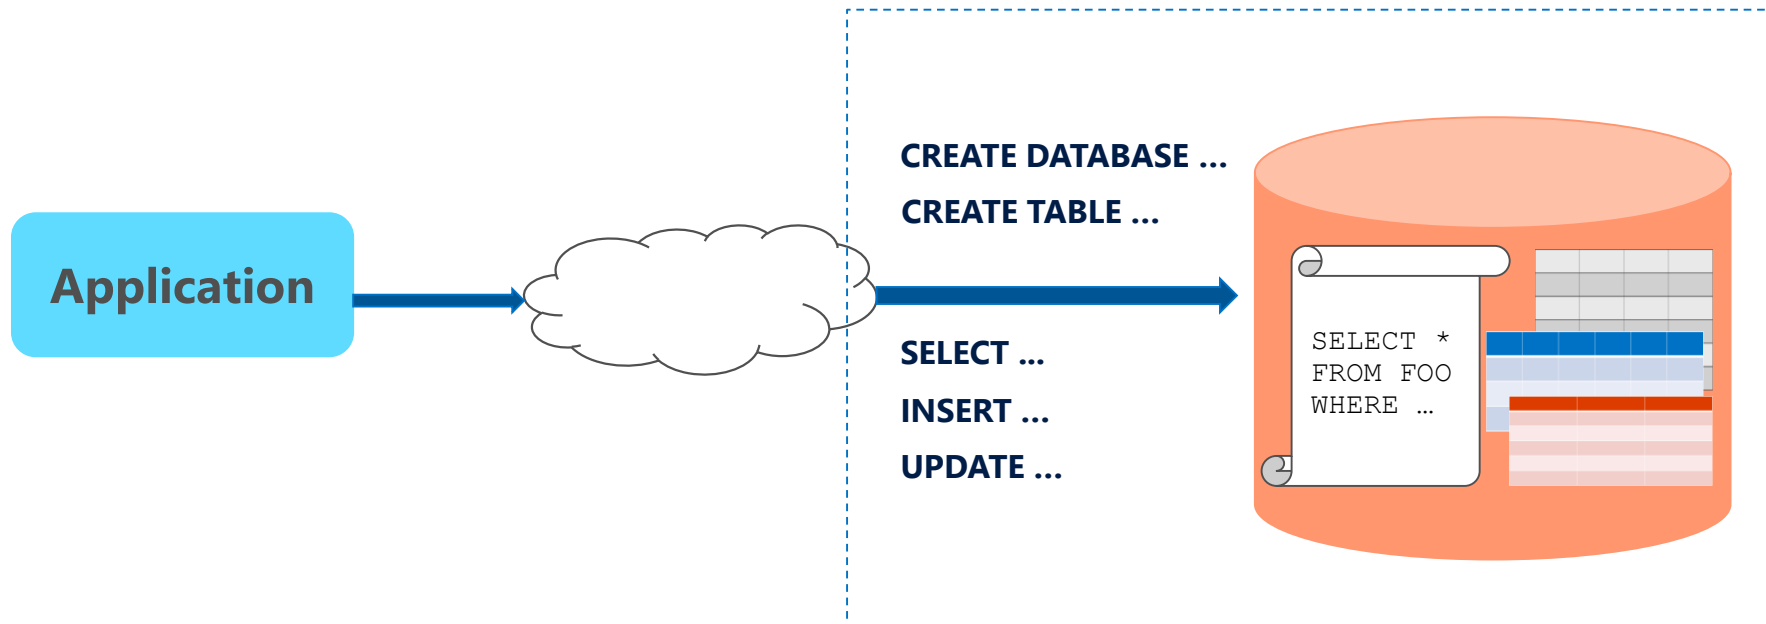 Application
CREATE DATABASE ...
CREATE TABLE ...
SELECT ...
INSERT ...
UPDATE ...
SELECT *
FROM FOO
WHERE …